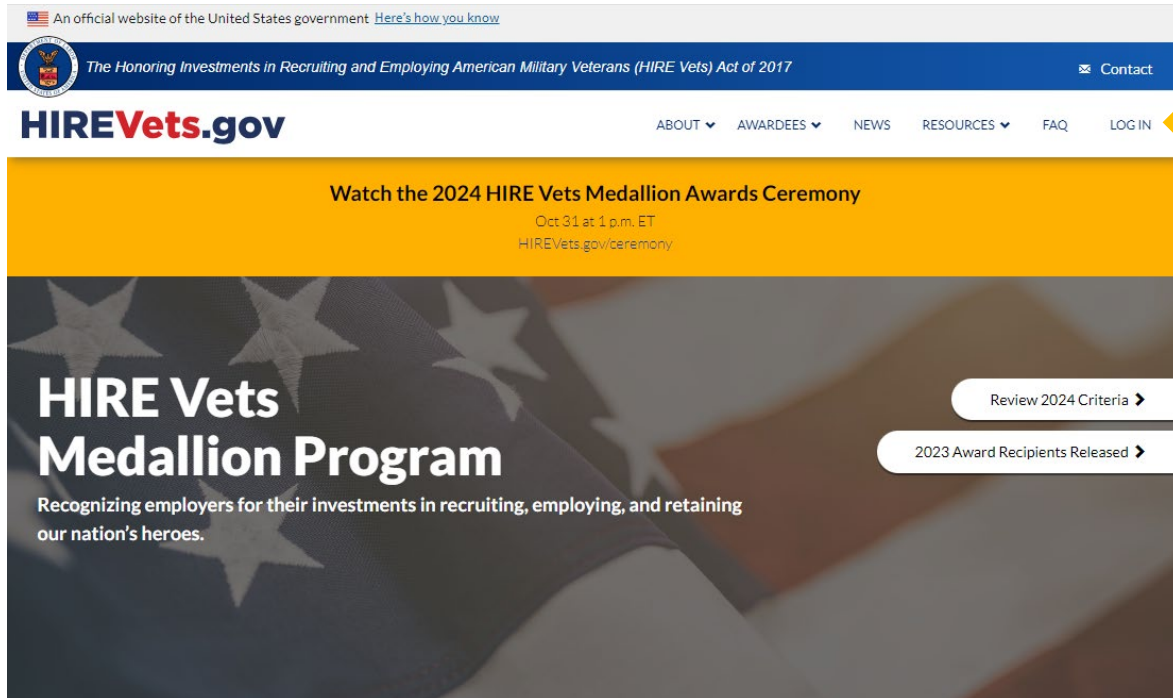 An official website of the United States government Here's how you know
The Honoring Investments in Recruiting and Employing American Military Veterans (HIRE Vets) Act of 2017
Contact
HIREVets.gov
ABOUT
AWARDEES
NEWS
RESOURCES
FAQ
LOG IN
Watch the 2024 HIRE Vets Medallion Awards Ceremony
Oct 31 at 1 p.m. ET
HIREVets.gov/ceremony
HIRE Vets
Medallion Program
Recognizing employers for their investments in recruiting, employing, and retaining
our nation's heroes.
Review 2024 Criteria
2023 Award Recipients Released